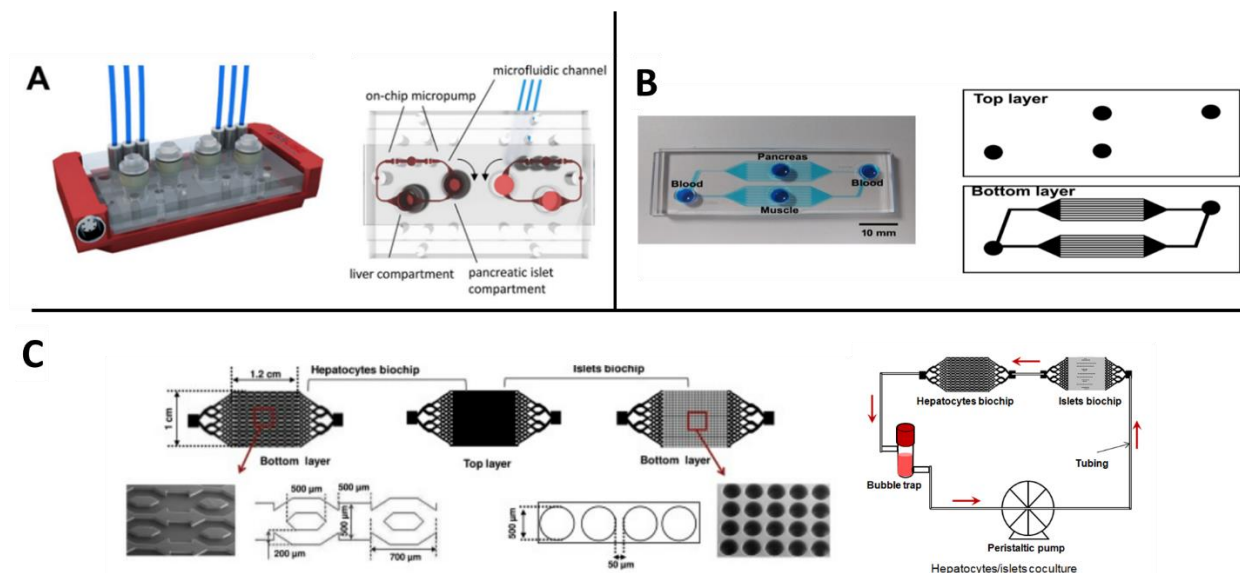 A
microfluidic channel
on-chip micropump
liver compartment
pancreatic islet
compartment
B
Pancreas
Blood
Blood
Muscle
10 mm
Top layer
Bottom layer
C
1.2 cm
Hepatocytes biochip
Islets biochip
1 cm
Bottom layer
Top layer
Bottom layer
500 µm
500 µm
500 µm
200 µm
700 µm
500 µm
50 µm
Hepatocytes biochip
Islets biochip
Bubble trap
Tubing
Peristaltic pump
Hepatocytes/islets coculture